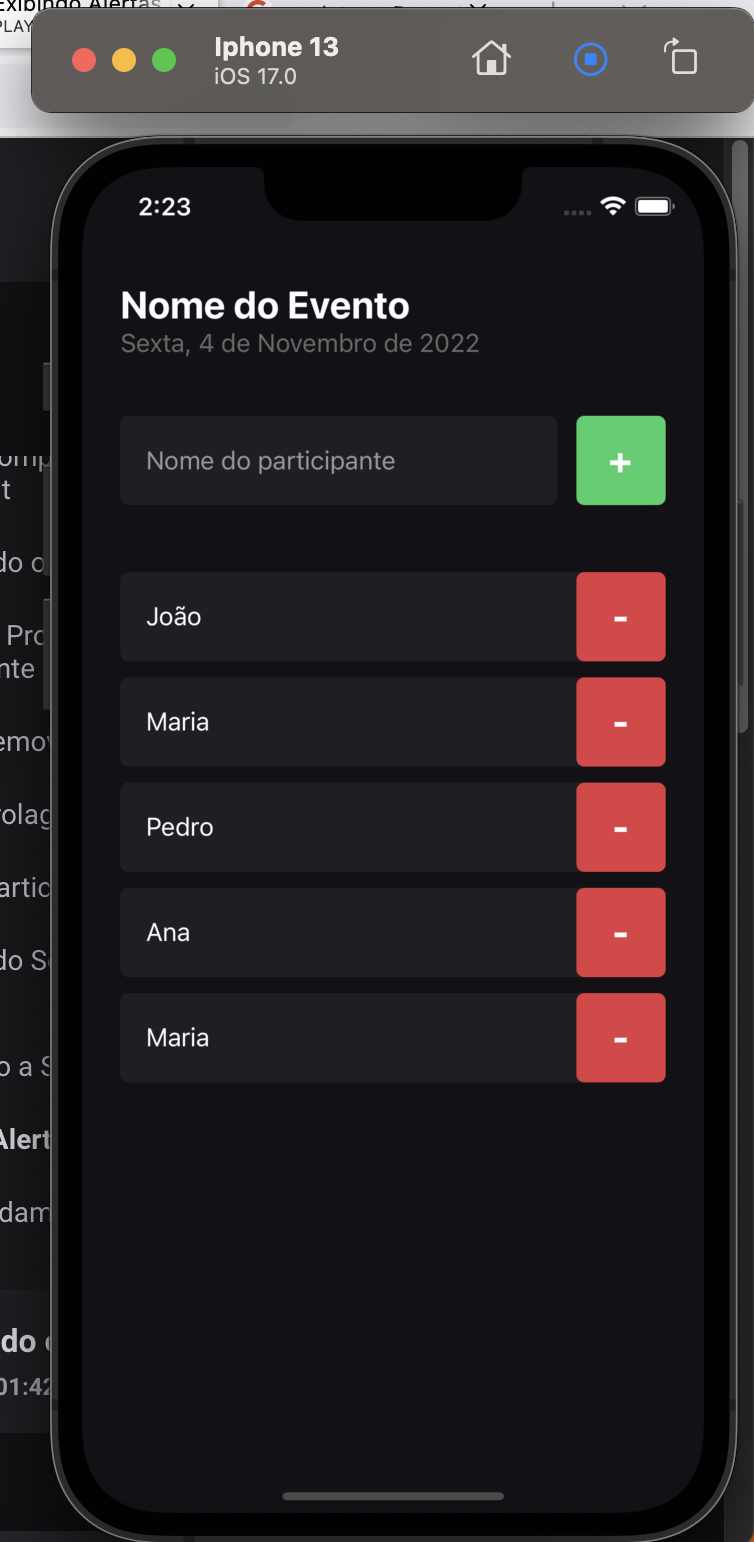 Exibindo Alertas
PLAY
Iphone 13
iOS 17.0
2:23
Nome do Evento
Sexta, 4 de Novembro de 2022
Nome do participante
+
João
-
Maria
-
Pedro
-
Ana
-
Maria
-
t
do o
Pro
nte
emov
rolag
artic
do Se
o a S
Alert
dam
do
01:42